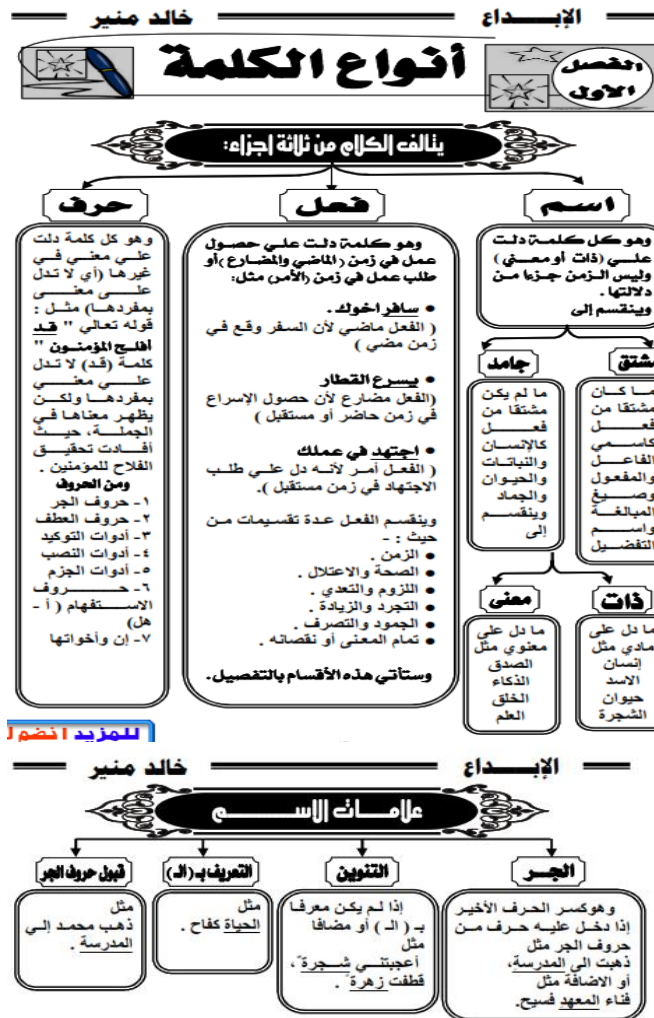 الإبـــداع
خالد منير
الفصل
الأول
أنواع الكلمة
يتألف الكلام من ثلاثة أجزاء:
اسم
وهو كل كلمة دلت
علي (ذات أو معني)
وليس الزمن جزءا من
دلالتها .
وينقسم إلى
مشتق
ما كان
مشتقا من
فعل
كاسمي
الفاعل
والمفعول
وصيغ
المبالغة
واسم
التفضيل
جامد
ما لم يكن
مشتقا من
فعل
كالإنسان
والنباتات
والحيوان
والجماد
وينقسم
إلى
ذات
ما دل على
مادي مثل
إنسان
الاسد
حيوان
الشجرة
معنى
ما دل على
معنوي مثل
الصدق
الذكاء
الخلق
العلم
فعل
وهو كلمة دلت علي حصول
عمل في زمن (الماضي والمضارع) أو
طلب عمل في زمن (الأمر) مثل:
• سافر اخوك .
( الفعل ماضي لأن السفر وقع في
زمن مضي )
• يسرع القطار
(الفعل مضارع لأن حصول الإسراع
في زمن حاضر أو مستقبل )
• اجتهد في عملك
( الفعل أمر لأنه دل علي طلب
الاجتهاد في زمن مستقبل ).
وينقسم الفعل عدة تقسيمات من
حيث : -
• الزمن .
• الصحة والاعتلال .
• اللزوم والتعدي .
• التجرد والزيادة .
• الجمود والتصرف .
• تمام المعنى أو نقصانه .
وستأتي هذه الأقسام بالتفصيل.
حرف
وهو كل كلمة دلت
علي معني في
غيرها (أي لا تدل
على معنى
بمفردها) مثل :
قوله تعالي " قد
أفلح المؤمنون "
كلمة (قد) لا تدل
علي معني
بمفردها ولكن
يظهر معناها في
الجملة، حيث
أفادت تحقيق
الفلاح للمؤمنين .
ومن الحروف
١- حروف الجر
٢- حروف العطف
٣- أدوات التوكيد
٤- أدوات النصب
٥- أدوات الجزم
٦- حروف
الاستفهام ( أ -
هل)
٧- إن وأخواتها
للمزيد انضم
الإبـــداع
خالد منير
علامات الاسم
الجر
وهو كسر الحرف الأخير
إذا دخل عليه حرف من
حروف الجر مثل
ذهبت الى المدرسة،
أو الاضافة مثل
فناء المعهد فسيح.
التنوين
إذا لم يكن معرفا
بـ ( الـ ) أو مضافا
مثل
أعجبتني شجرة ً،
قطفت زهرة ً .
التعريف بـ (الـ)
مثل
الحياة كفاح .
قبول حروف الجر
مثل
ذهب محمد إلي
المدرسة .